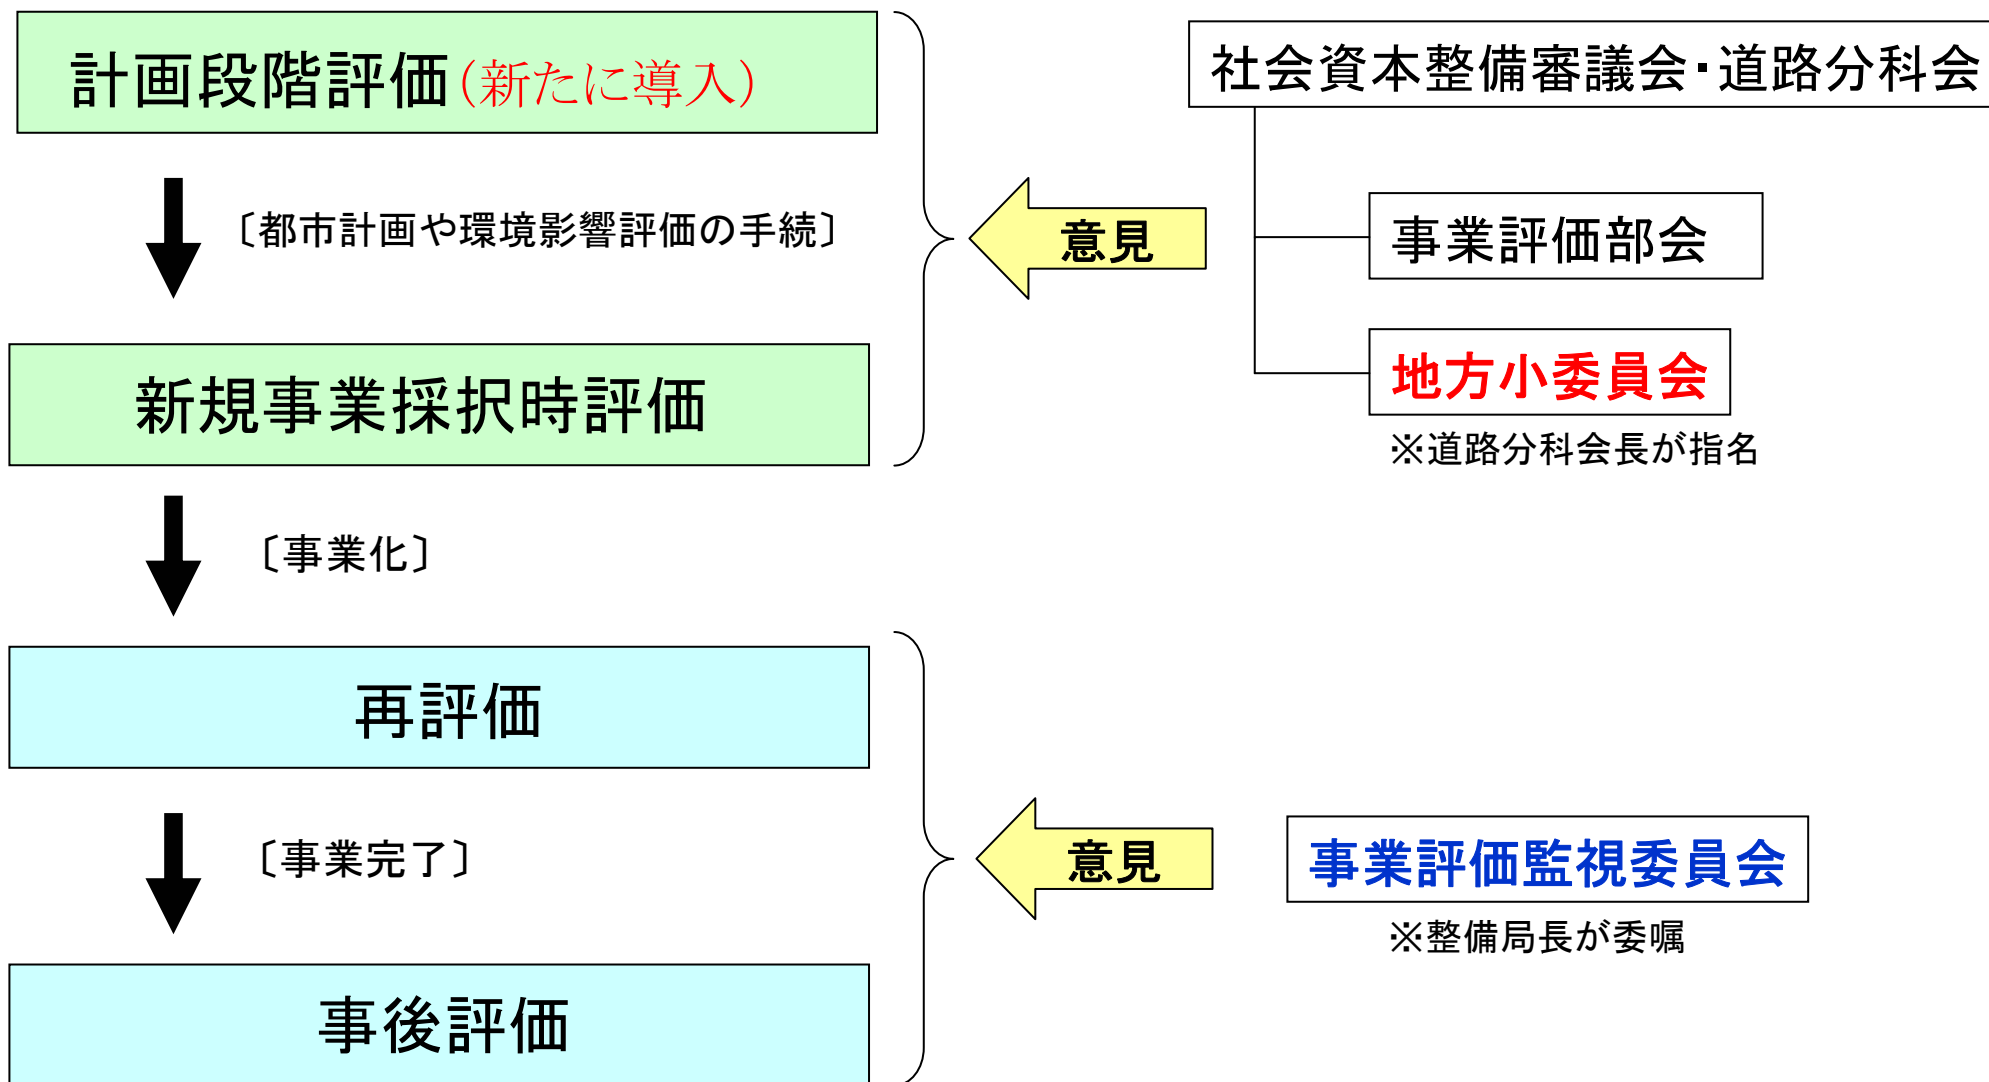 計画段階評価(新たに導入)
〔都市計画や環境影響評価の手続〕
新規事業採択時評価
〔事業化〕
再評価
〔事業完了〕
事後評価
意見
社会資本整備審議会・道路分科会
事業評価部会
地方小委員会
※道路分科会長が指名
意見
事業評価監視委員会
※整備局長が委嘱